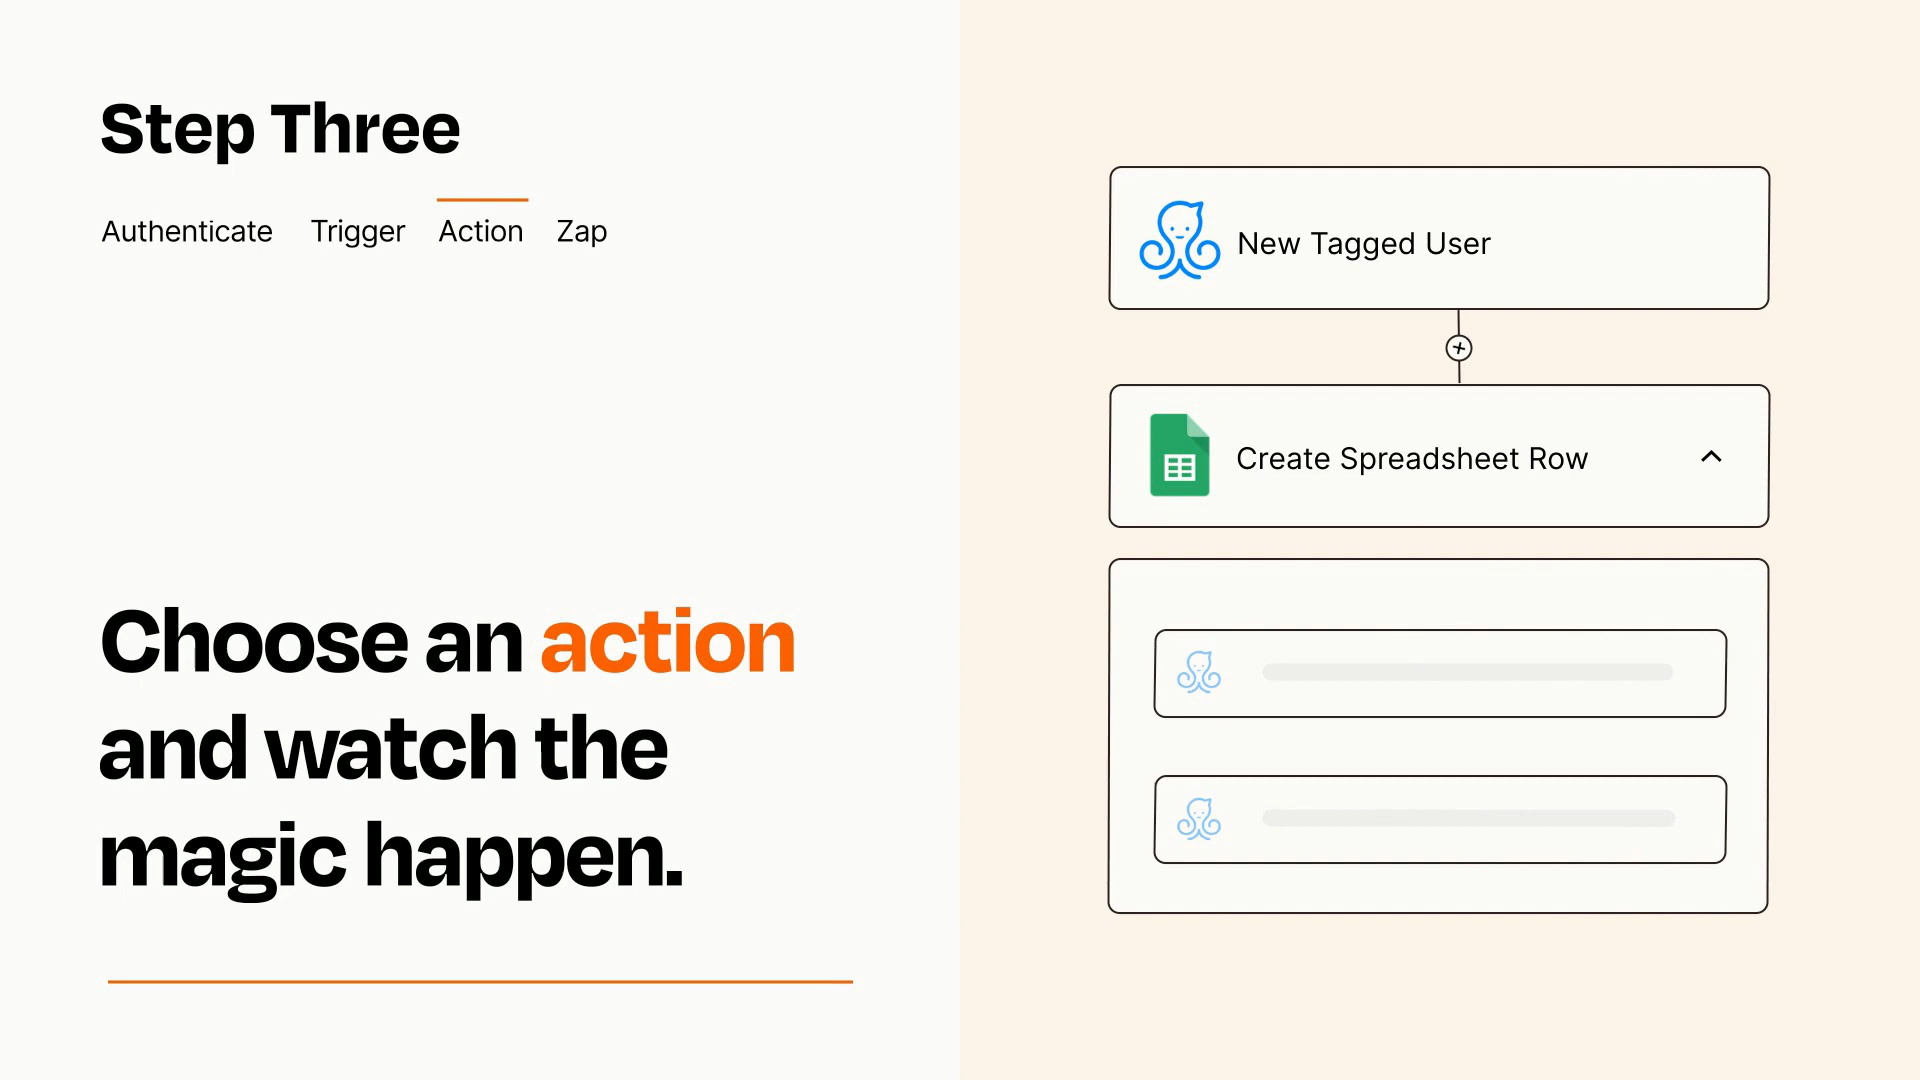 Step Three
Authenticate Trigger Action Zap
Choose an action
and watch the
magic happen.
New Tagged User
Create Spreadsheet Row